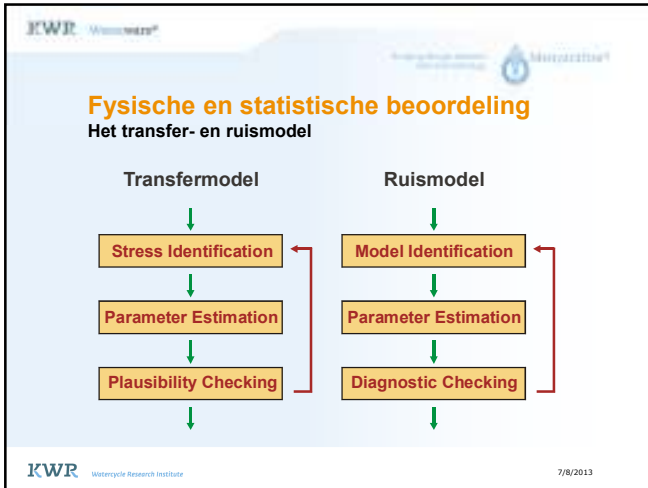 KWR
Fysische en statistische beoordeling
Het transfer- en ruismodel
Transfermodel
Ruismodel
Stress Identification
Model Identification
Parameter Estimation
Parameter Estimation
Plausibility Checking
Diagnostic Checking
KWR Watercycle Research Institute
7/8/2013